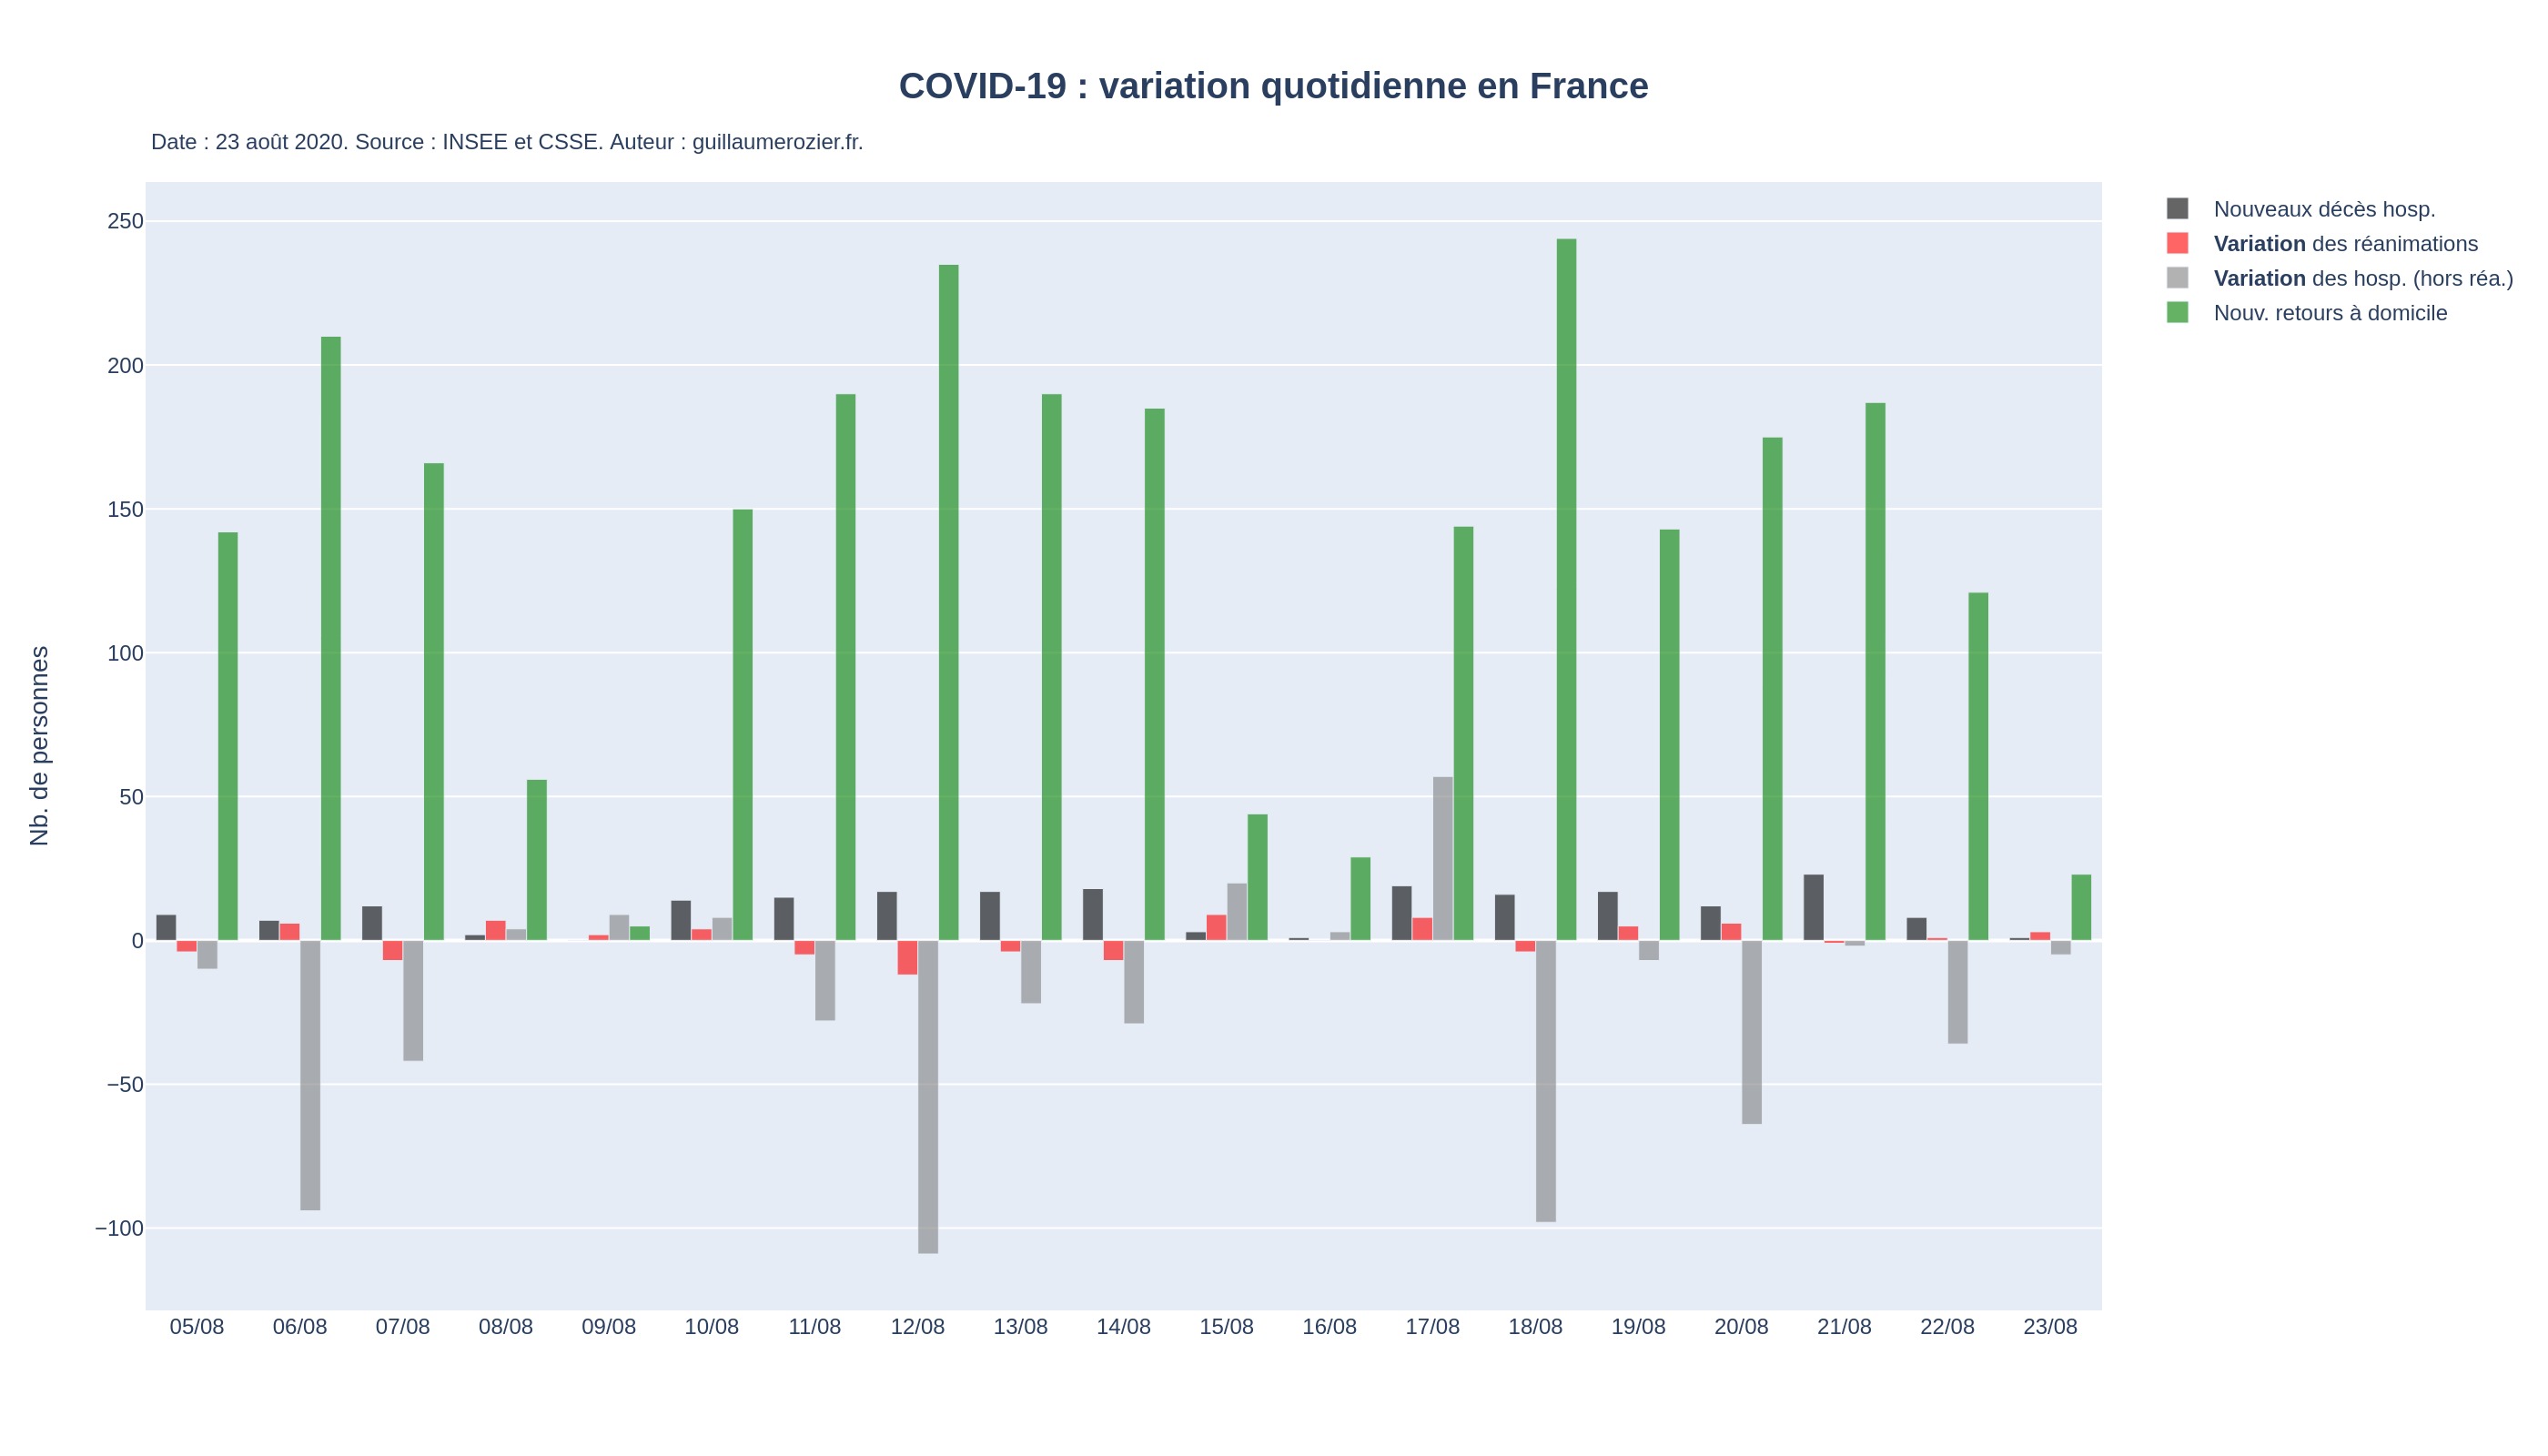 COVID-19 : variation quotidienne en France
Date : 23 août 2020. Source : INSEE et CSSE. Auteur : guillaumerozier.fr.
Nouveaux décès hosp.
Variation des réanimations
Variation des hosp. (hors réa.)
Nouv. retours à domicile
Nb. de personnes
250
200
150
100
50
0
−50
−100
05/08 06/08 07/08 08/08 09/08 10/08 11/08 12/08 13/08 14/08 15/08 16/08 17/08 18/08 19/08 20/08 21/08 22/08 23/08